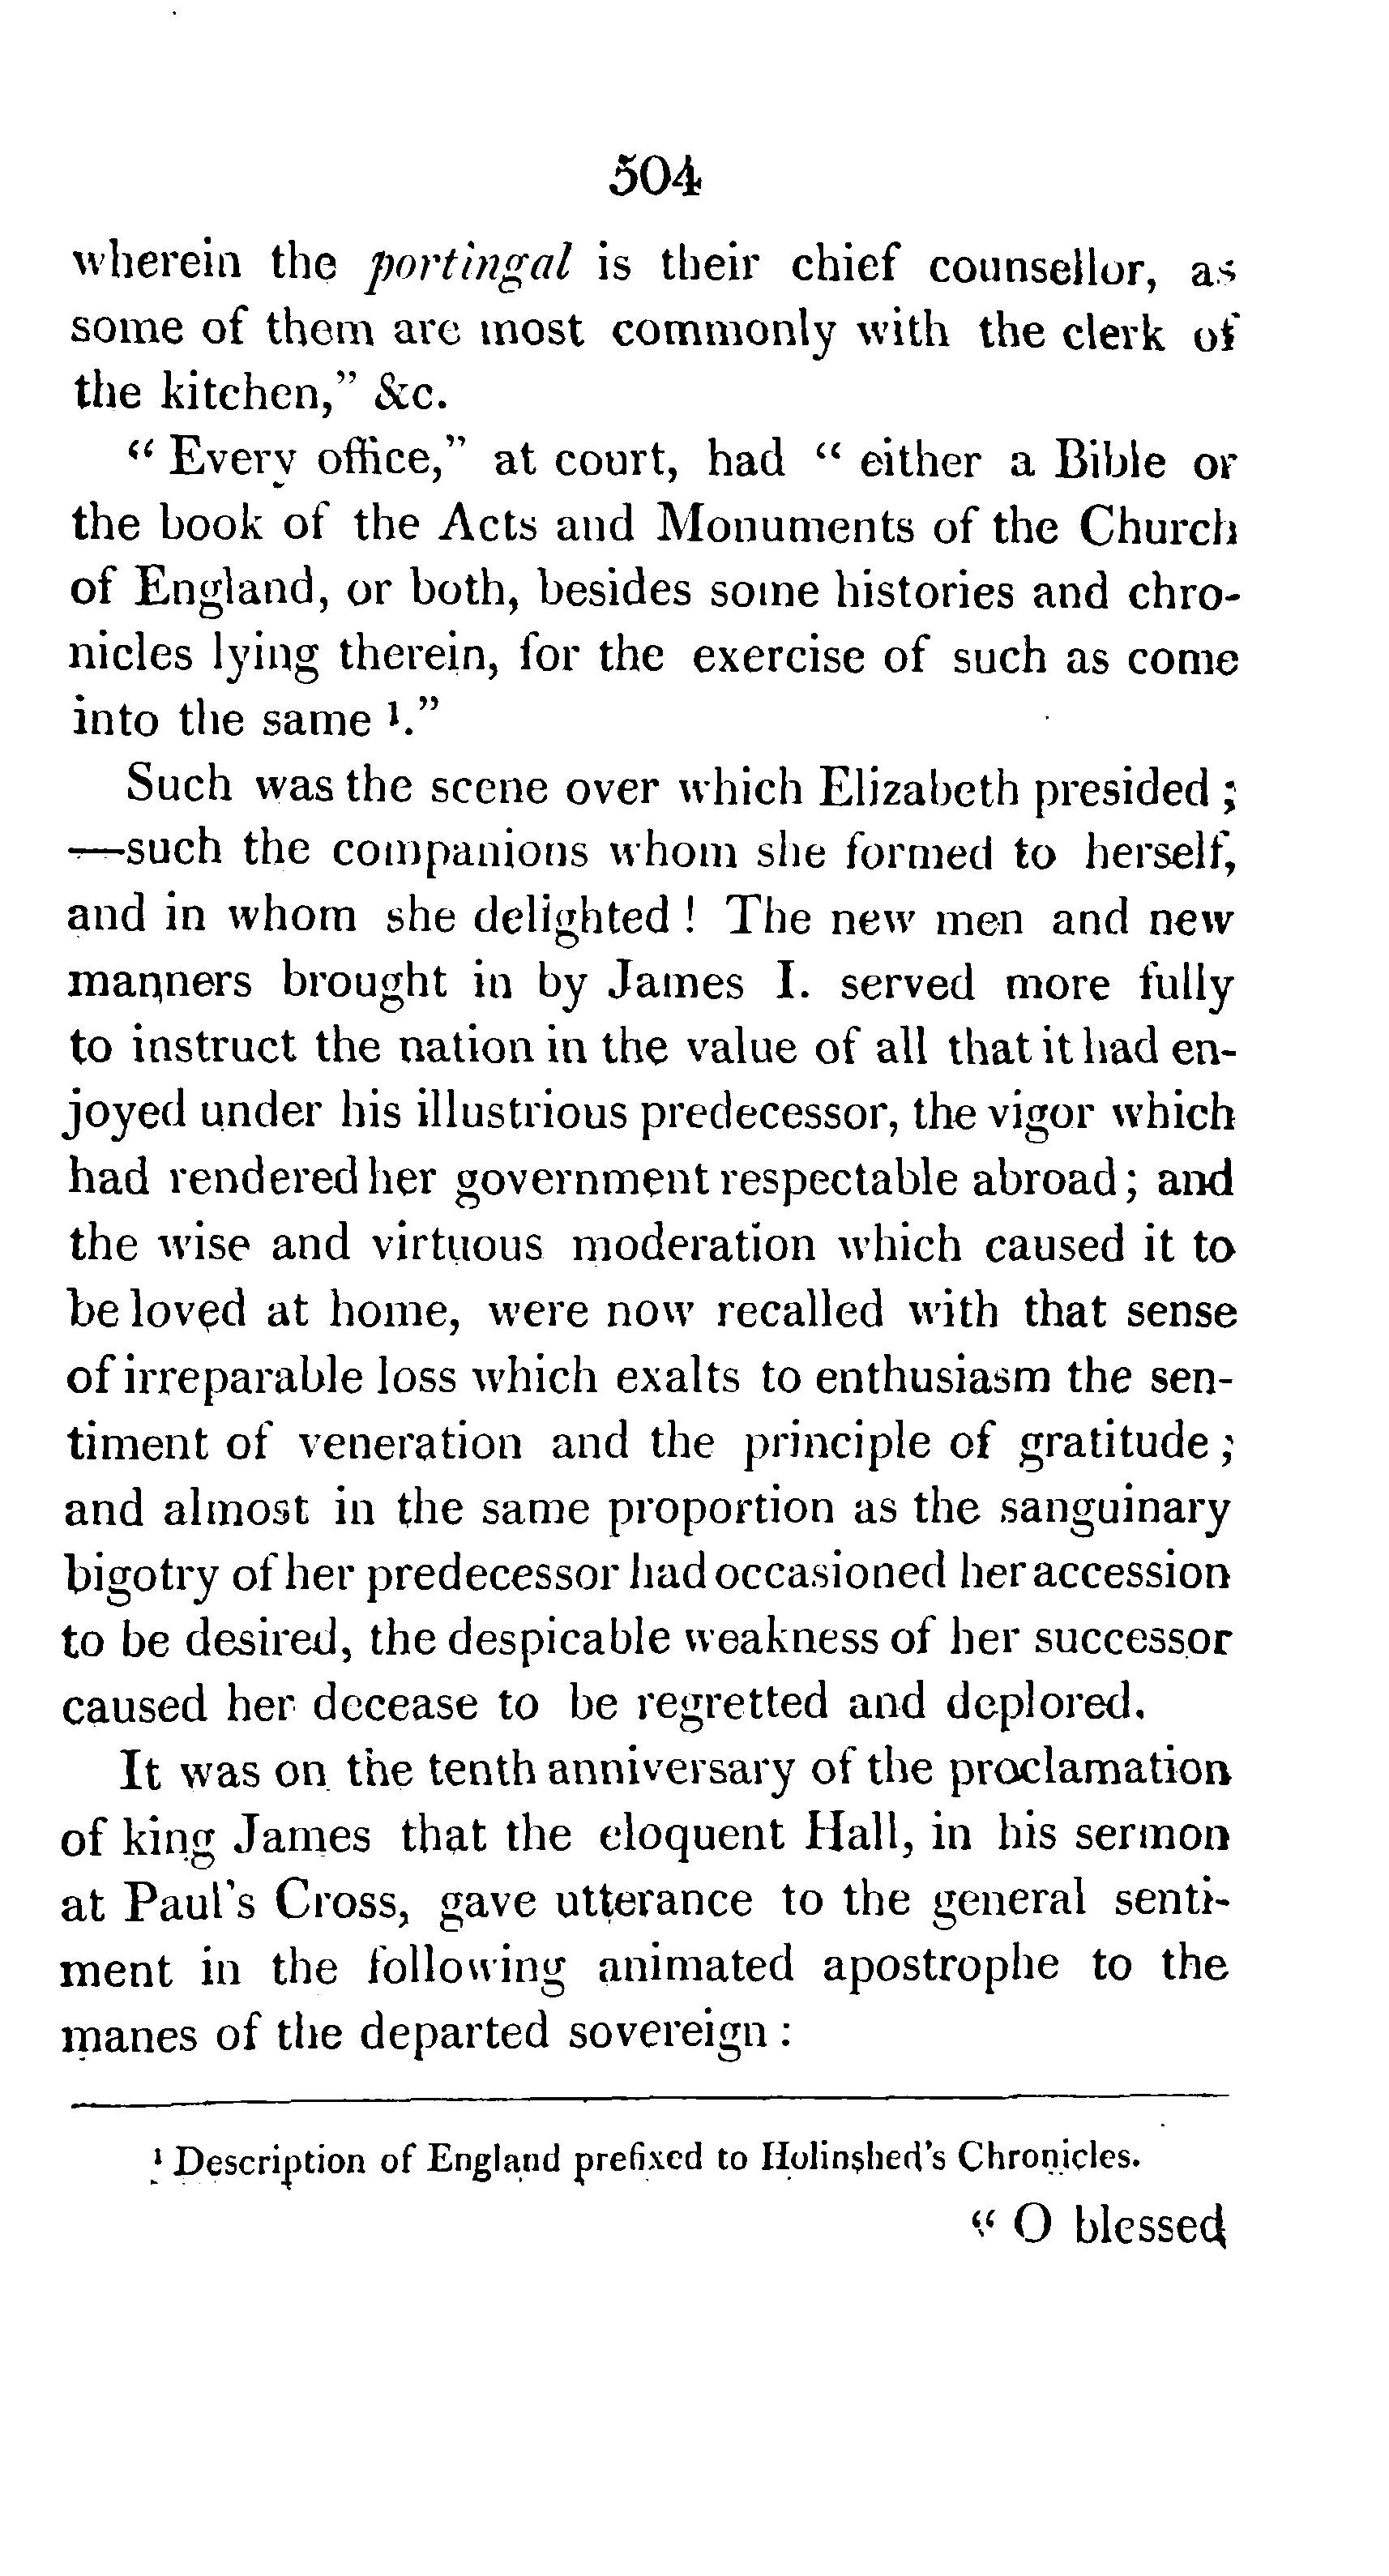 504
wherein the portingal is their chief counsellor, as
some of them are most commonly with the clerk of
the kitchen,” &c.
“ Every office,” at court, had “ either a Bible or
the book of the Acts and Monuments of the Church
of England, or both, besides some histories and chro-
nicles lying therein, for the exercise of such as come
into the same ¹.”
Such was the scene over which Elizabeth presided ;
—such the companions whom she formed to herself,
and in whom she delighted ! The new men and new
manners brought in by James I. served more fully
to instruct the nation in the value of all that it had en-
joyed under his illustrious predecessor, the vigor which
had rendered her government respectable abroad ; and
the wise and virtuous moderation which caused it to
be loved at home, were now recalled with that sense
of irreparable loss which exalts to enthusiasm the sen-
timent of veneration and the principle of gratitude ;
and almost in the same proportion as the sanguinary
bigotry of her predecessor had occasioned her accession
to be desired, the despicable weakness of her successor
caused her decease to be regretted and deplored.
It was on the tenth anniversary of the proclamation
of king James that the eloquent Hall, in his sermon
at Paul's Cross, gave utterance to the general senti-
ment in the following animated apostrophe to the
manes of the departed sovereign :
¹ Description of England prefixed to Holinshed's Chronicles.
“ O blessed